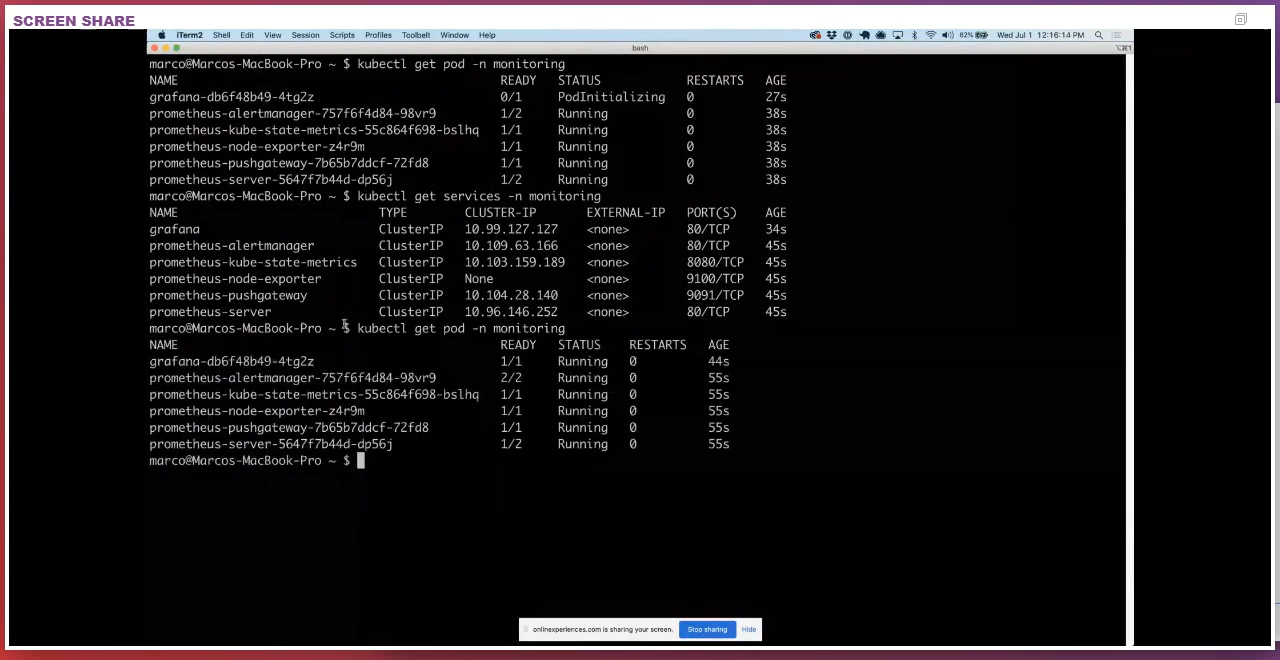 SCREEN SHARE
iTerm2 Shell Edit View Session Scripts Profiles Toolbelt Window Help 62% Wed Jul 1 12:16:14 PM
bash ⌥⌘1
marco@Marcos-MacBook-Pro ~ $ kubectl get pod -n monitoring
NAME READY STATUS RESTARTS AGE
grafana-db6f48b49-4tg2z 0/1 PodInitializing 0 27s
prometheus-alertmanager-757f6f4d84-98vr9 1/2 Running 0 38s
prometheus-kube-state-metrics-55c864f698-bslhq 1/1 Running 0 38s
prometheus-node-exporter-z4r9m 1/1 Running 0 38s
prometheus-pushgateway-7b65b7ddcf-72fd8 1/1 Running 0 38s
prometheus-server-5647f7b44d-dp56j 1/2 Running 0 38s
marco@Marcos-MacBook-Pro ~ $ kubectl get services -n monitoring
NAME TYPE CLUSTER-IP EXTERNAL-IP PORT(S) AGE
grafana ClusterIP 10.99.127.127 <none> 80/TCP 34s
prometheus-alertmanager ClusterIP 10.109.63.166 <none> 80/TCP 45s
prometheus-kube-state-metrics ClusterIP 10.103.159.189 <none> 8080/TCP 45s
prometheus-node-exporter ClusterIP None <none> 9100/TCP 45s
prometheus-pushgateway ClusterIP 10.104.28.140 <none> 9091/TCP 45s
prometheus-server ClusterIP 10.96.146.252 <none> 80/TCP 45s
marco@Marcos-MacBook-Pro ~ $ kubectl get pod -n monitoring
NAME READY STATUS RESTARTS AGE
grafana-db6f48b49-4tg2z 1/1 Running 0 44s
prometheus-alertmanager-757f6f4d84-98vr9 2/2 Running 0 55s
prometheus-kube-state-metrics-55c864f698-bslhq 1/1 Running 0 55s
prometheus-node-exporter-z4r9m 1/1 Running 0 55s
prometheus-pushgateway-7b65b7ddcf-72fd8 1/1 Running 0 55s
prometheus-server-5647f7b44d-dp56j 1/2 Running 0 55s
marco@Marcos-MacBook-Pro ~ $
onlinexperiences.com is sharing your screen. Stop sharing Hide